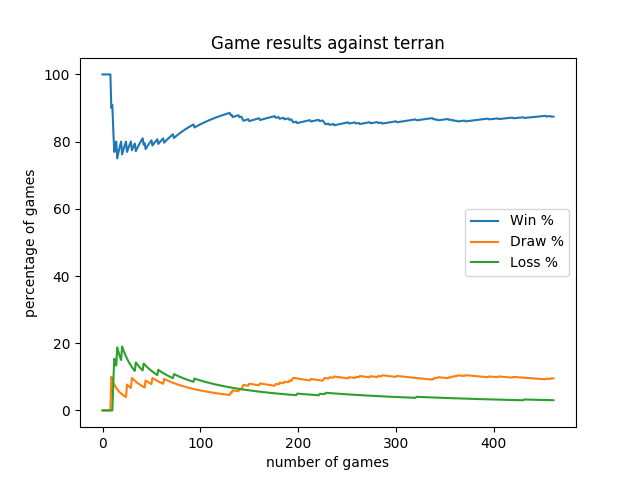 Game results against terran
percentage of games
100
80
60
40
20
0
Win %
Draw %
Loss %
0
100
200
300
400
number of games